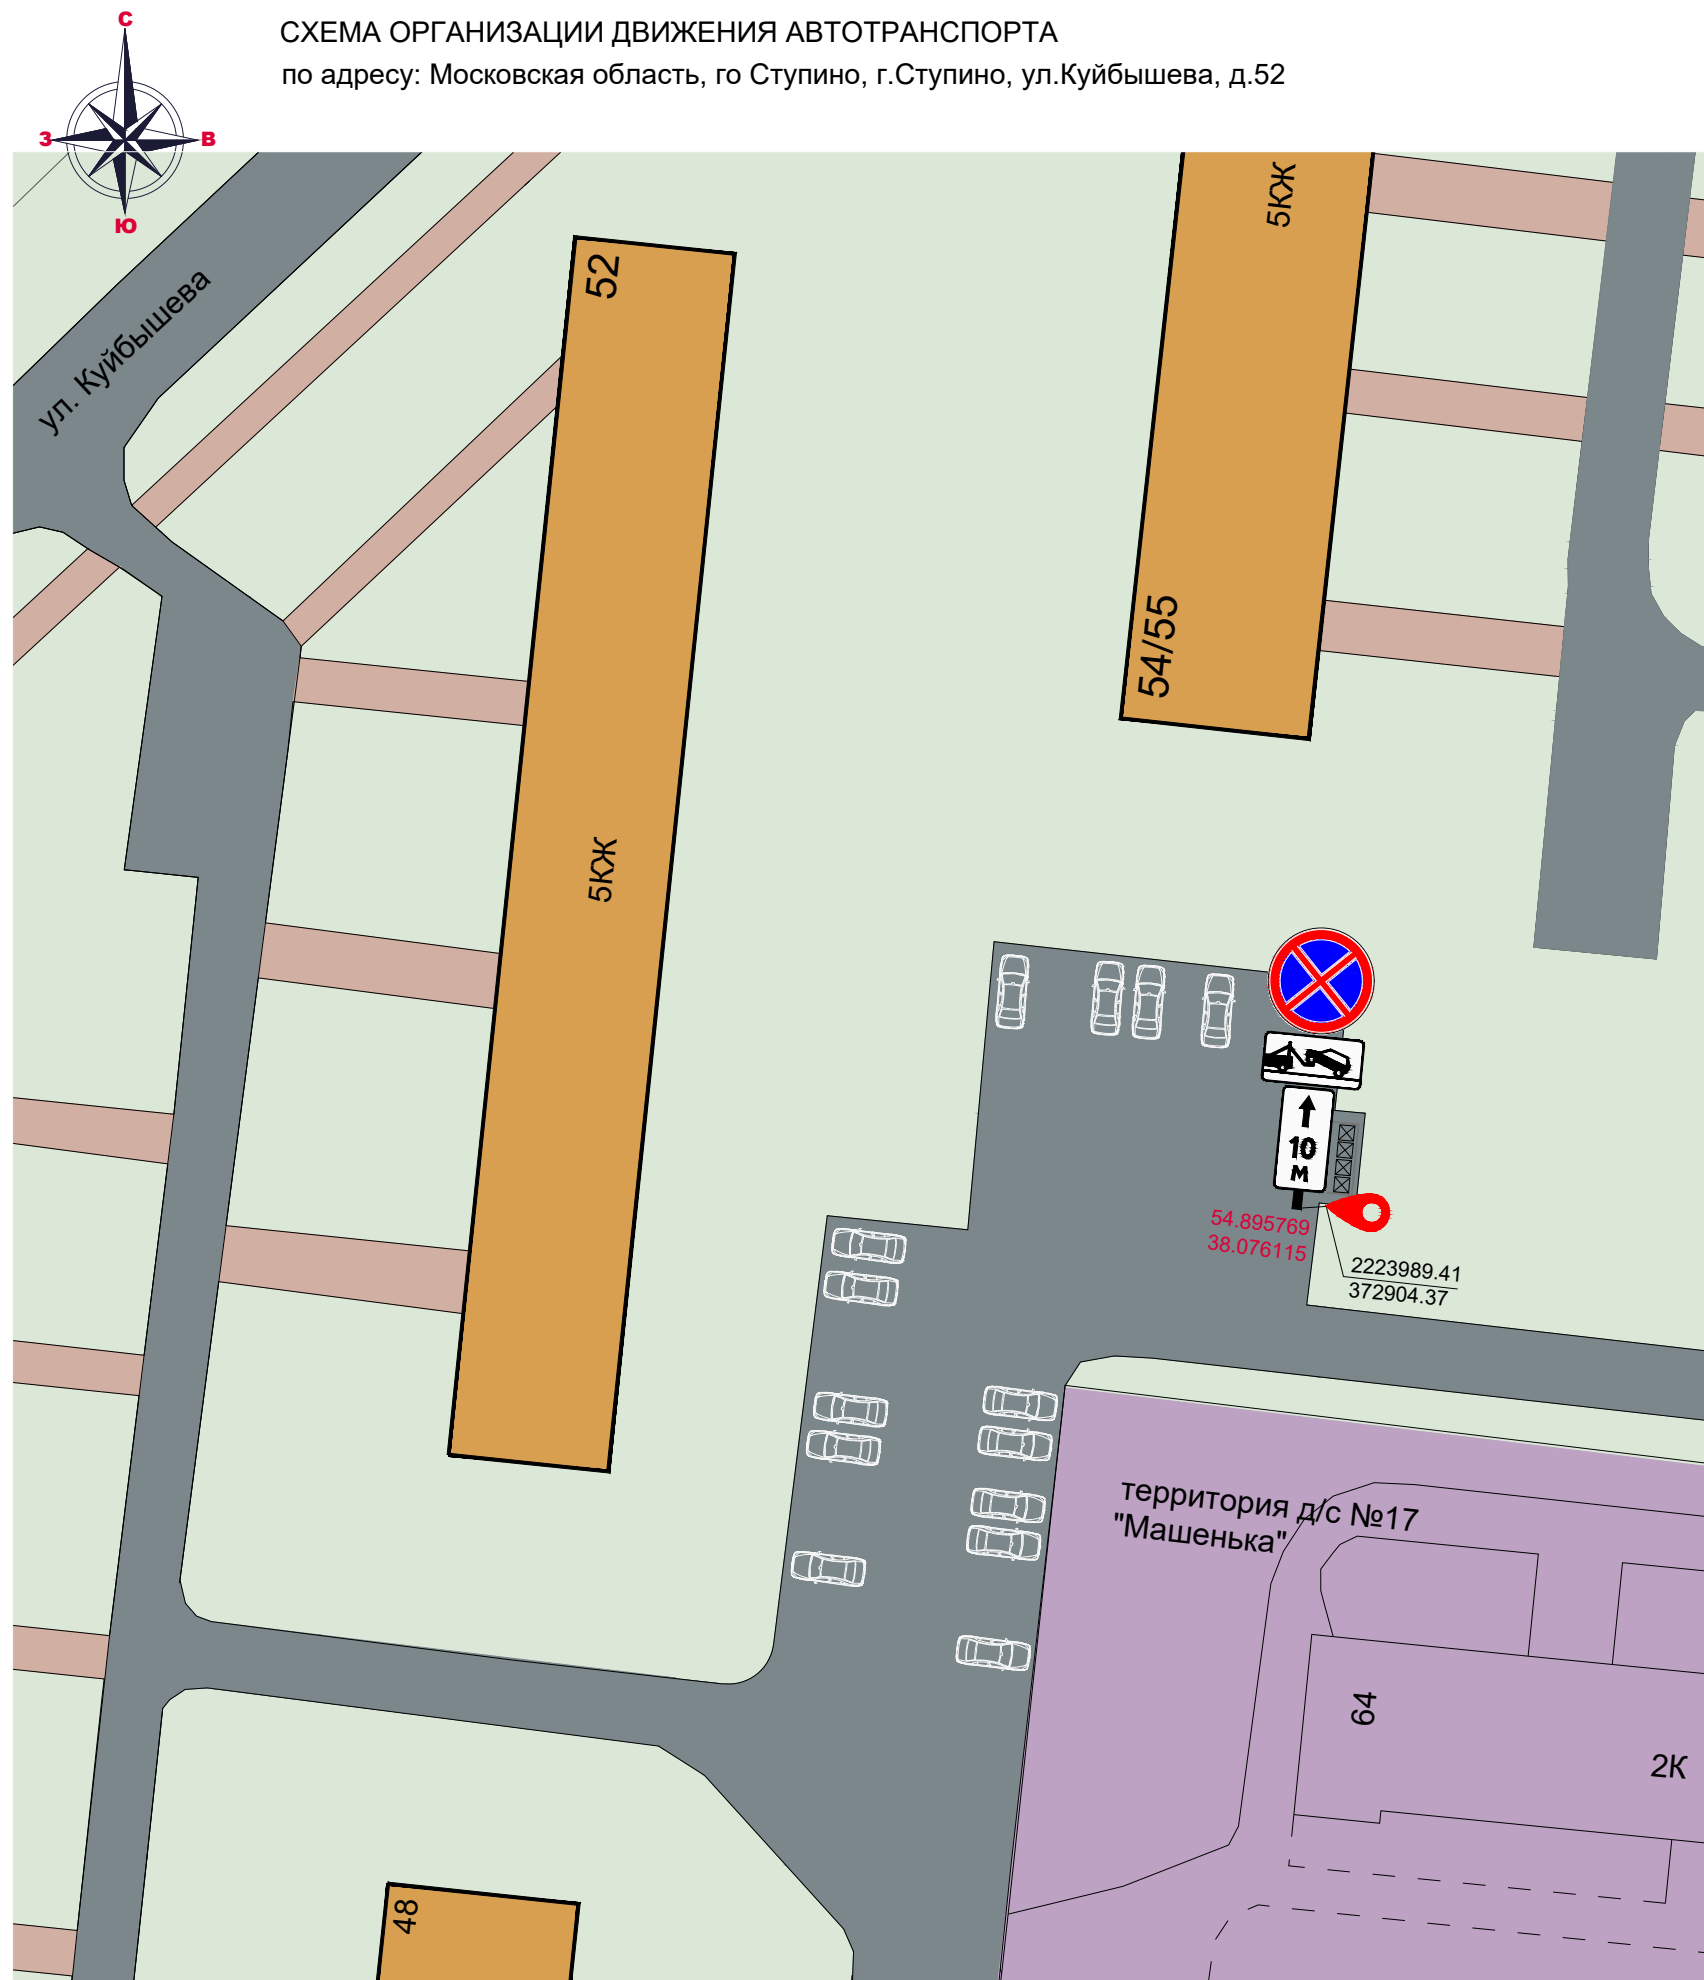 С
СХЕМА ОРГАНИЗАЦИИ ДВИЖЕНИЯ АВТОТРАНСПОРТА
по адресу: Московская область, го Ступино, г.Ступино, ул.Куйбышева, д.52
З
В
Ю
5КЖ
52
ул. Куйбышева
54/55
5КЖ
10
М
54.895769
38.076115
2223989.41
372904.37
территория д/с №17
"Машенька"
64
2К
48